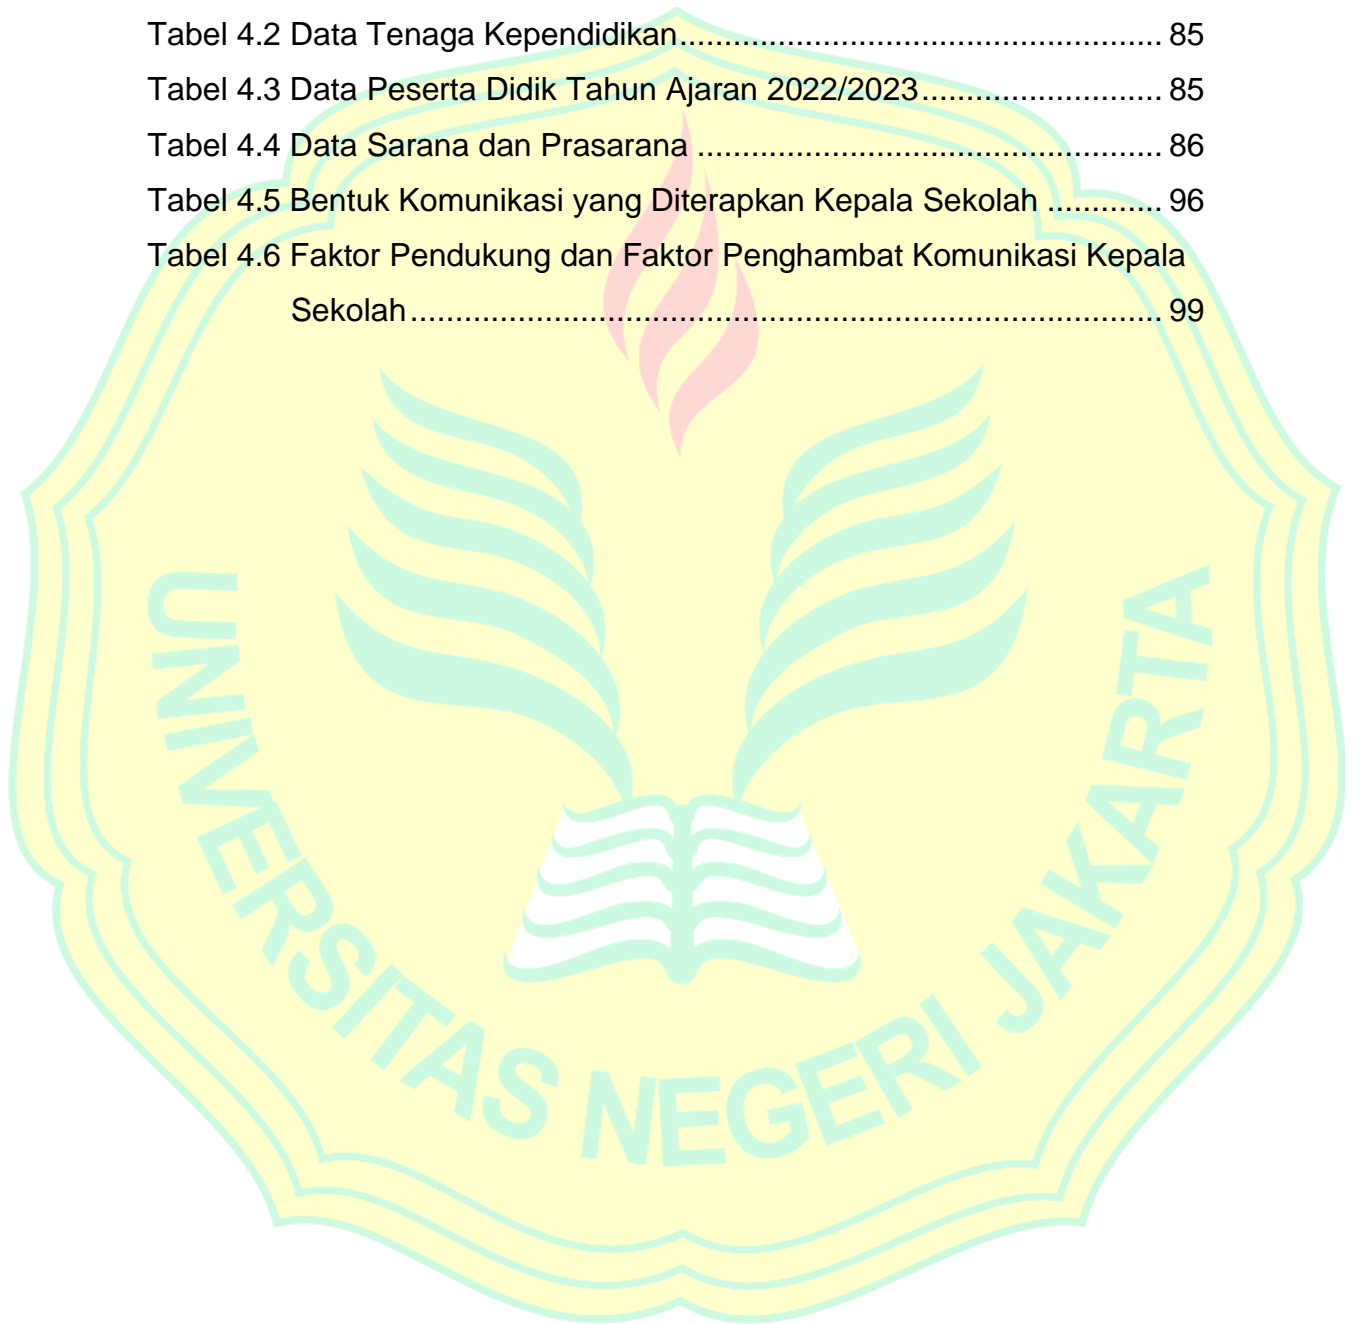 Tabel 4.2 Data Tenaga Kependidikan...................................................... 85
Tabel 4.3 Data Peserta Didik Tahun Ajaran 2022/2023........................... 85
Tabel 4.4 Data Sarana dan Prasarana .................................................... 86
Tabel 4.5 Bentuk Komunikasi yang Diterapkan Kepala Sekolah ............. 96
Tabel 4.6 Faktor Pendukung dan Faktor Penghambat Komunikasi Kepala
Sekolah.................................................................................... 99
UNIVERSITAS NEGERI JAKARTA